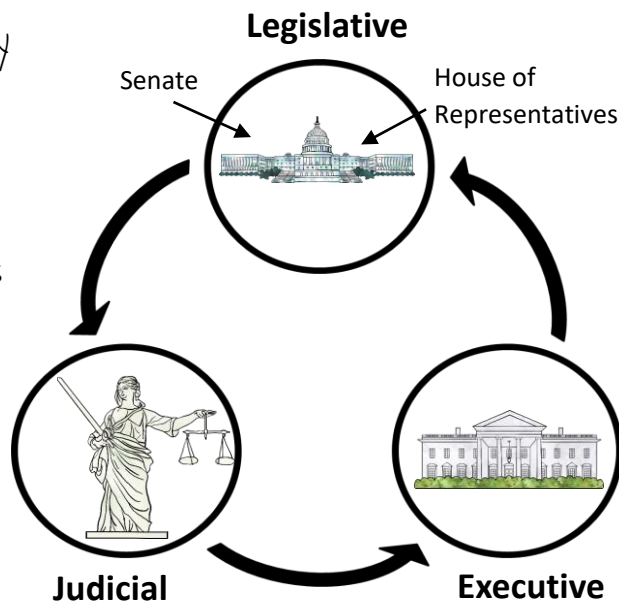 Legislative
Senate
House of
Representatives
Judicial
Executive